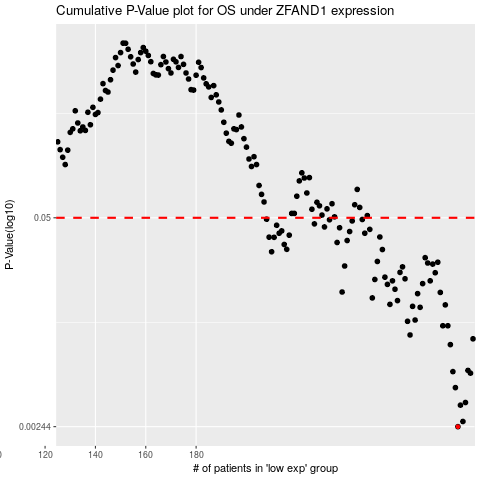 Cumulative P-Value plot for OS under ZFAND1 expression
P-Value(log10)
0.05
0.00244
0
120
140
160
180
# of patients in 'low exp' group